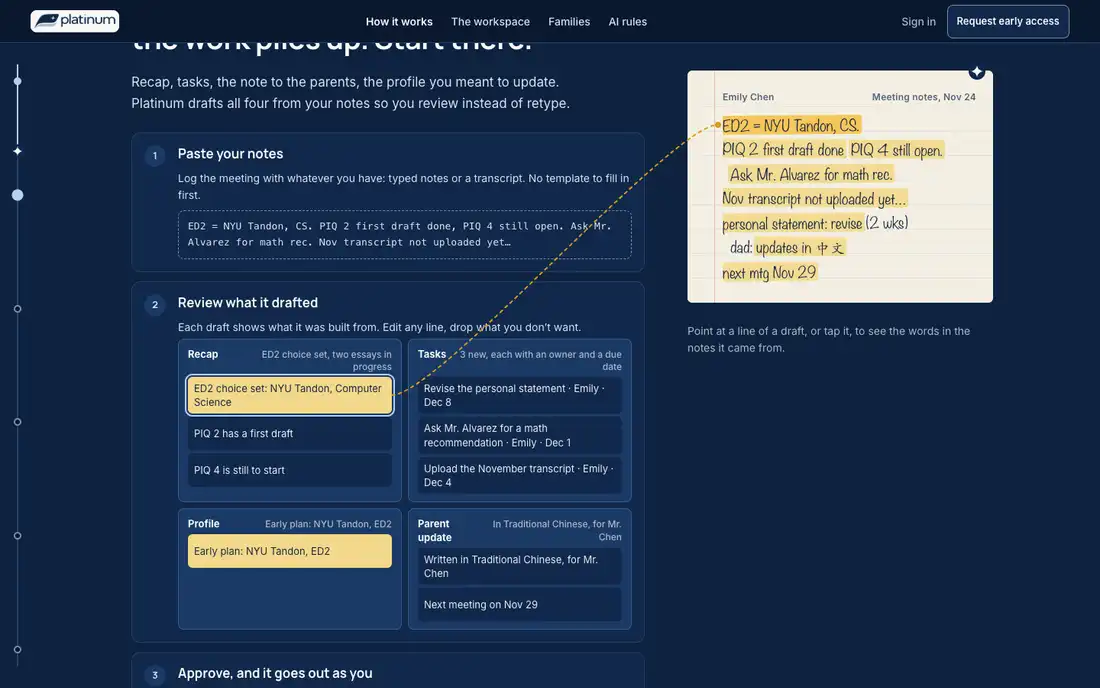 platinum
How it works
The workspace
Families
AI rules
Sign in
Request early access
the work piles up. Start there.
Recap, tasks, the note to the parents, the profile you meant to update.
Platinum drafts all four from your notes so you review instead of retype.
1
Paste your notes
Log the meeting with whatever you have: typed notes or a transcript. No template to fill in
first.
ED2 = NYU Tandon, CS. PIQ 2 first draft done, PIQ 4 still open. Ask Mr.
Alvarez for math rec. Nov transcript not uploaded yet…
2
Review what it drafted
Each draft shows what it was built from. Edit any line, drop what you don't want.
Recap
ED2 choice set, two essays in
progress
ED2 choice set: NYU Tandon, Computer
Science
PIQ 2 has a first draft
PIQ 4 is still to start
Tasks
3 new, each with an owner and a due
date
Revise the personal statement · Emily ·
Dec 8
Ask Mr. Alvarez for a math
recommendation · Emily · Dec 1
Upload the November transcript · Emily ·
Dec 4
Profile
Early plan: NYU Tandon, ED2
Early plan: NYU Tandon, ED2
Parent
update
In Traditional Chinese, for Mr.
Chen
Written in Traditional Chinese, for Mr.
Chen
Next meeting on Nov 29
3
Approve, and it goes out as you
Emily Chen
Meeting notes, Nov 24
ED2 = NYU Tandon, CS.
PIQ 2 first draft done PIQ 4 still open.
Ask Mr. Alvarez for math rec.
Nov transcript not uploaded yet...
personal statement: revise (2 wks)
dad: updates in 中文
next mtg Nov 29
Point at a line of a draft, or tap it, to see the words in the
notes it came from.